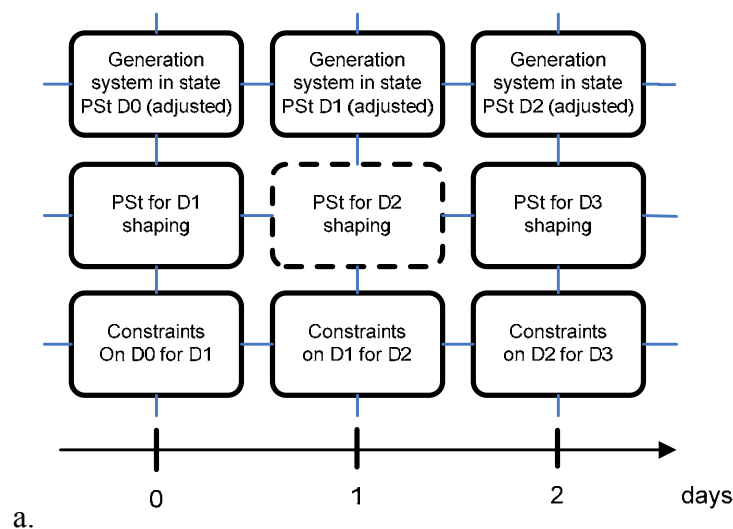 Generation
system in state
PSt D0 (adjusted)
Generation
system in state
PSt D1 (adjusted)
Generation
system in state
PSt D2 (adjusted)
PSt for D1
shaping
PSt for D2
shaping
PSt for D3
shaping
Constraints
On D0 for D1
Constraints
on D1 for D2
Constraints
on D2 for D3
0
1
2
days
a.